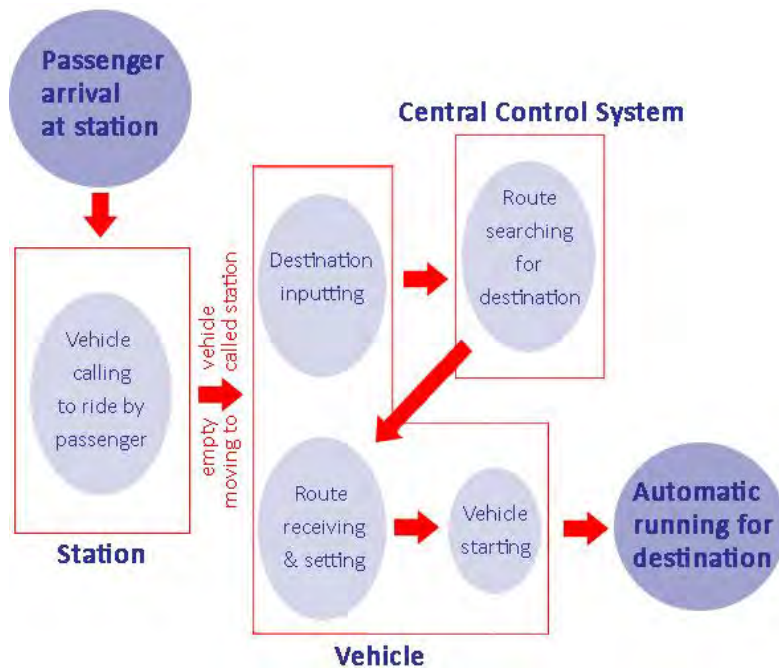 Passenger
arrival
at station
Central Control System
Vehicle
calling
to ride by
passenger
Station
empty vehicle
moving to called station
Destination
inputting
Route
searching
for
destination
Route
receiving
& setting
Vehicle
starting
Vehicle
Automatic
running for
destination